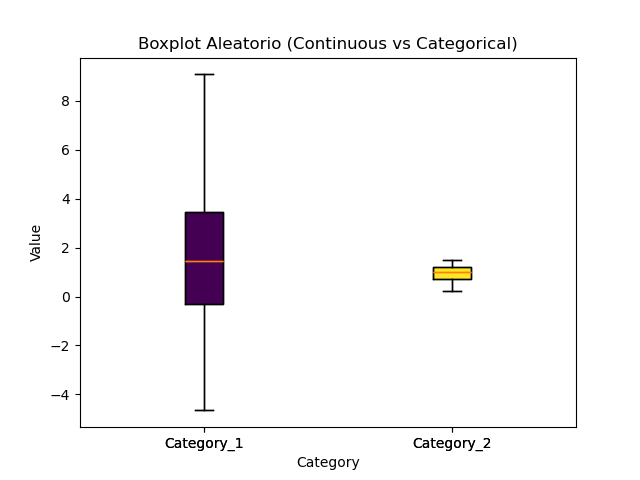 Boxplot Aleatorio (Continuous vs Categorical)
8
6
4
2
0
−2
−4
Value
Category_1
Category_2
Category